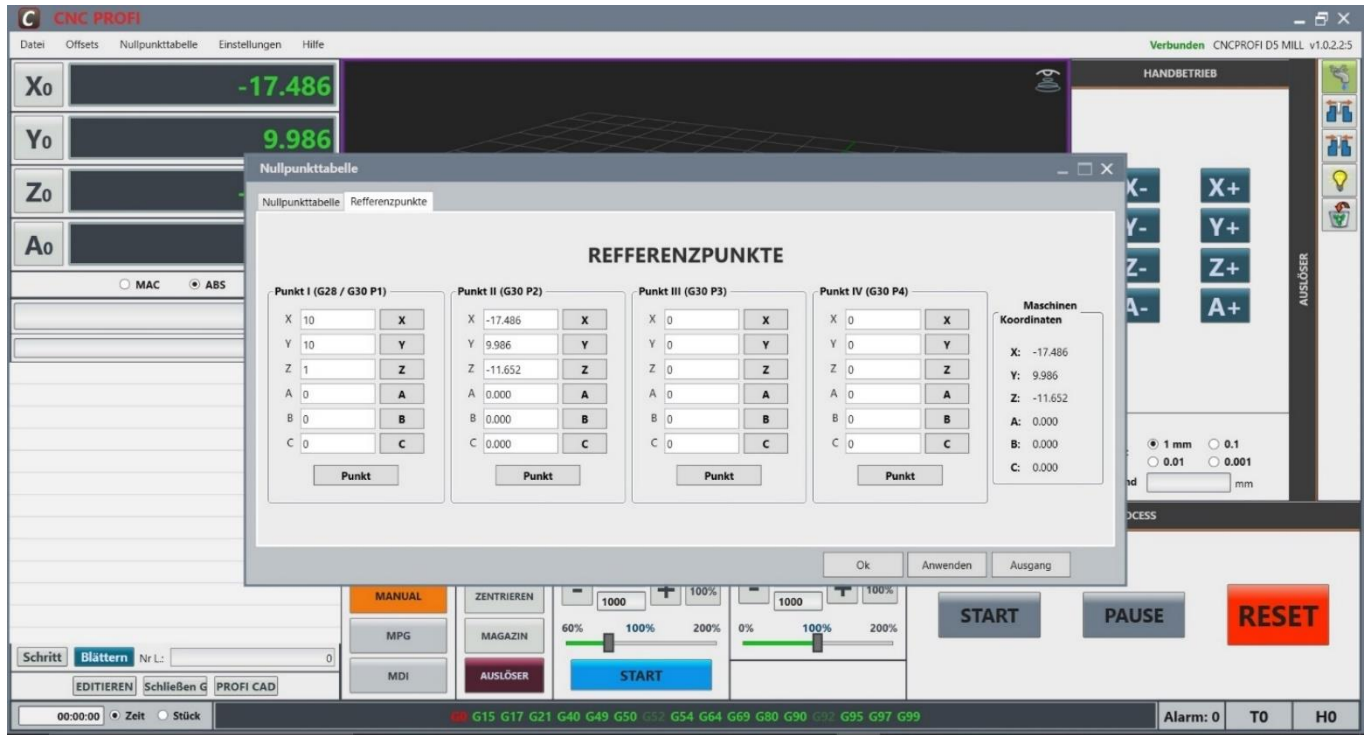 CNC PROFI
Datei Offsets Nullpunkttabelle Einstellungen Hilfe
Verbunden CNCPROFI D5 MILL v1.0.2.2:5
X0 -17.486
Y0 9.986
Z0
A0
MAC ABS
HANDBETRIEB
X- X+
Y- Y+
Z- Z+
A- A+
AUSLÖSER
1 mm 0.1
0.01 0.001
mm
Nullpunkttabelle
Nullpunkttabelle Refferenzpunkte
REFFERENZPUNKTE
Punkt I (G28 / G30 P1)
X 10 X
Y 10 Y
Z 1 Z
A 0 A
B 0 B
C 0 C
Punkt
Punkt II (G30 P2)
X -17.486 X
Y 9.986 Y
Z -11.652 Z
A 0.000 A
B 0.000 B
C 0.000 C
Punkt
Punkt III (G30 P3)
X 0 X
Y 0 Y
Z 0 Z
A 0 A
B 0 B
C 0 C
Punkt
Punkt IV (G30 P4)
X 0 X
Y 0 Y
Z 0 Z
A 0 A
B 0 B
C 0 C
Punkt
Maschinen
Koordinaten
X: -17.486
Y: 9.986
Z: -11.652
A: 0.000
B: 0.000
C: 0.000
Ok Anwenden Ausgang
MANUAL ZENTRIEREN - 1000 + 100% - 1000 + 100%
60% 100% 200% 0% 100% 200%
MPG MAGAZIN
MDI AUSLÖSER START
START PAUSE RESET
Schritt Blättern Nr L.: 0
EDITIEREN Schließen G PROFI CAD
00:00:00 Zeit Stück
G0 G15 G17 G21 G40 G49 G50 G52 G54 G64 G69 G80 G90 G92 G95 G97 G99
Alarm: 0 T0 H0